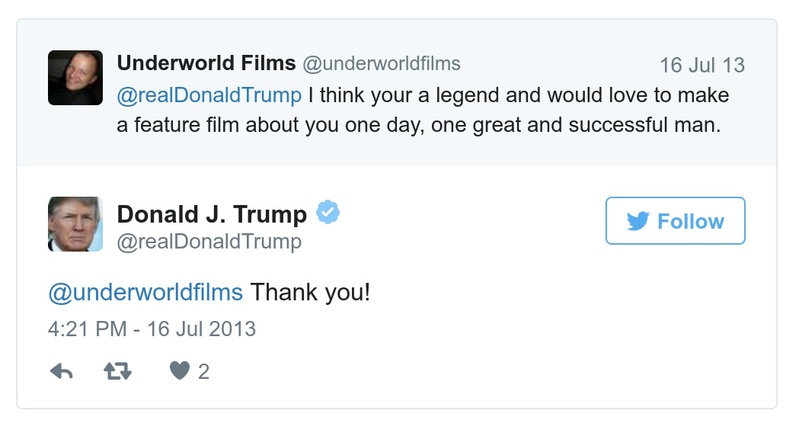 Underworld Films @underworldfilms 16 Jul 13
@realDonaldTrump I think your a legend and would love to make
a feature film about you one day, one great and successful man.
Donald J. Trump
@realDonaldTrump
Follow
@underworldfilms Thank you!
4:21 PM - 16 Jul 2013
2